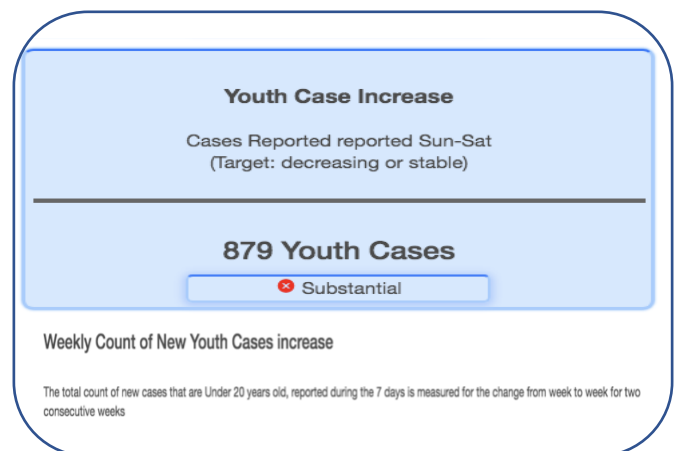 Youth Case Increase
Cases Reported reported Sun-Sat
(Target: decreasing or stable)
879 Youth Cases
Substantial
Weekly Count of New Youth Cases increase
The total count of new cases that are Under 20 years old, reported during the 7 days is measured for the change from week to week for two
consecutive weeks